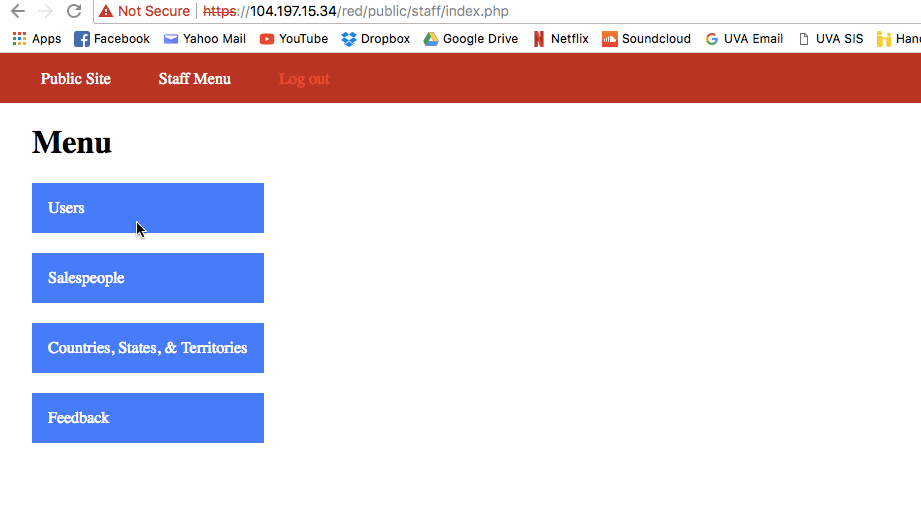 Not Secure https://104.197.15.34/red/public/staff/index.php
Apps Facebook Yahoo Mail YouTube Dropbox Google Drive Netflix Soundcloud UVA Email UVA SIS
Public Site Staff Menu Log out
Menu
Users
Salespeople
Countries, States, & Territories
Feedback